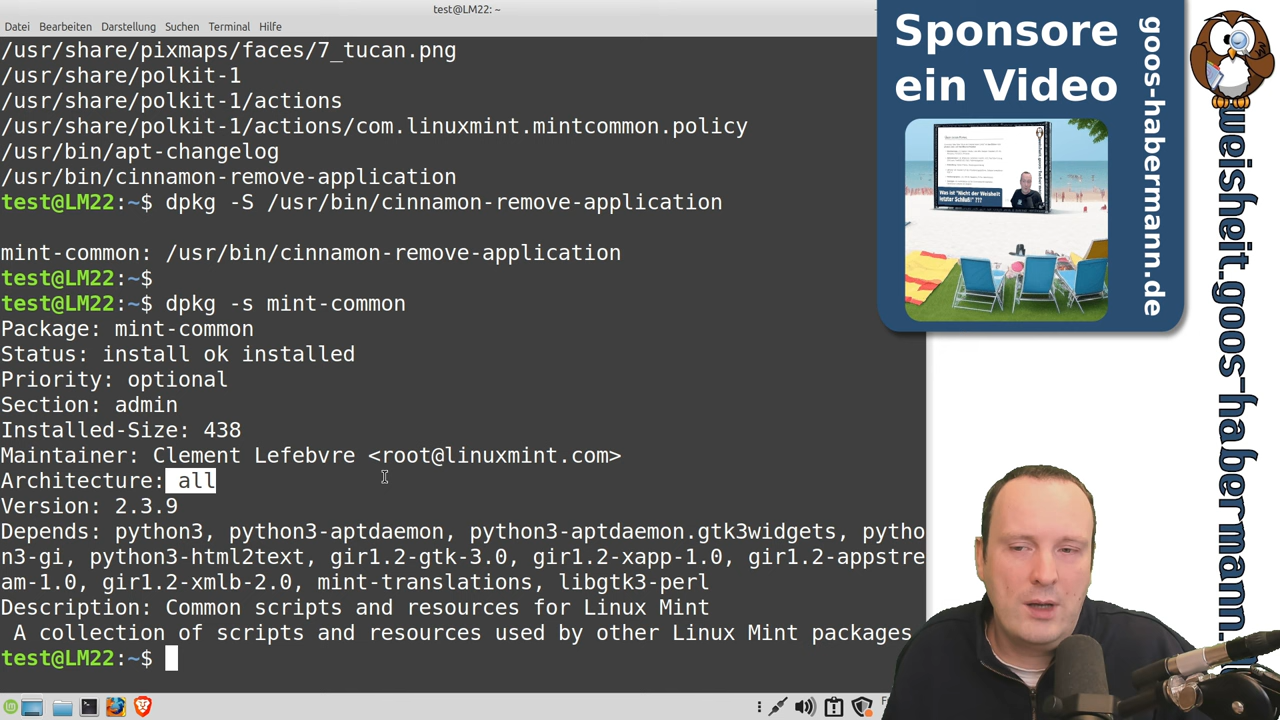 test@LM22: ~
Datei Bearbeiten Darstellung Suchen Terminal Hilfe
/usr/share/pixmaps/faces/7_tucan.png
/usr/share/polkit-1
/usr/share/polkit-1/actions
/usr/share/polkit-1/actions/com.linuxmint.mintcommon.policy
/usr/bin/apt-changel
/usr/bin/cinnamon-remove-application
test@LM22:~$ dpkg -S /usr/bin/cinnamon-remove-application
mint-common: /usr/bin/cinnamon-remove-application
test@LM22:~$
test@LM22:~$ dpkg -s mint-common
Package: mint-common
Status: install ok installed
Priority: optional
Section: admin
Installed-Size: 438
Maintainer: Clement Lefebvre <root@linuxmint.com>
Architecture: all
Version: 2.3.9
Depends: python3, python3-aptdaemon, python3-aptdaemon.gtk3widgets, pytho
n3-gi, python3-html2text, gir1.2-gtk-3.0, gir1.2-xapp-1.0, gir1.2-appstre
am-1.0, gir1.2-xmlb-2.0, mint-translations, libgtk3-perl
Description: Common scripts and resources for Linux Mint
A collection of scripts and resources used by other Linux Mint packages
test@LM22:~$
Sponsore
ein Video
goos-habermann.de
Was ist "Nicht der Weisheit
letzter Schluß!" ???
weisheit.goos-habermann.